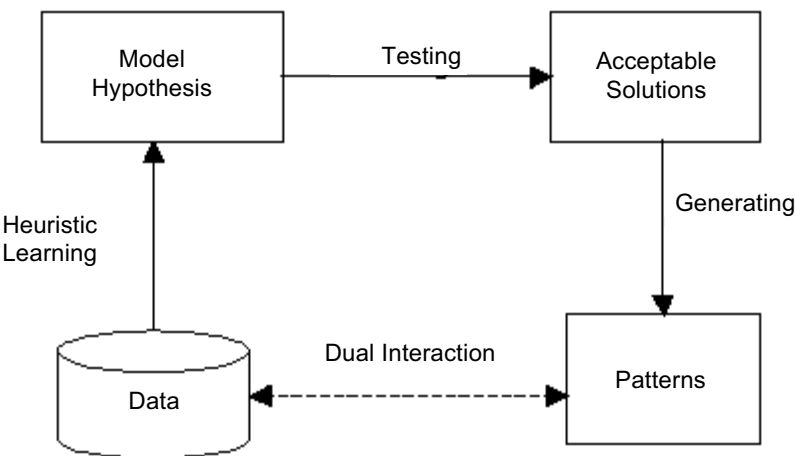 Model
Hypothesis
Testing
Acceptable
Solutions
Generating
Heuristic
Learning
Dual Interaction
Data
Patterns